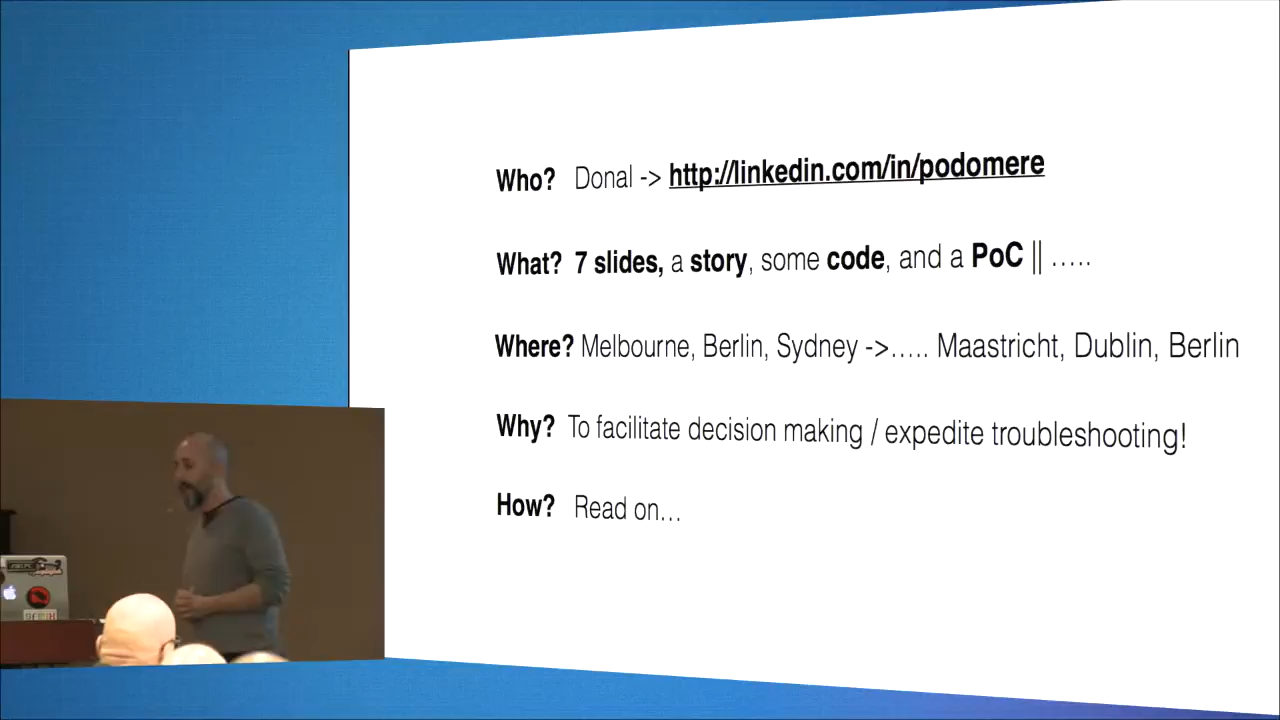 Who? Donal -> http://linkedin.com/in/podomere
What? 7 slides, a story, some code, and a PoC || .....
Where? Melbourne, Berlin, Sydney ->..... Maastricht, Dublin, Berlin
Why? To facilitate decision making / expedite troubleshooting!
How? Read on...